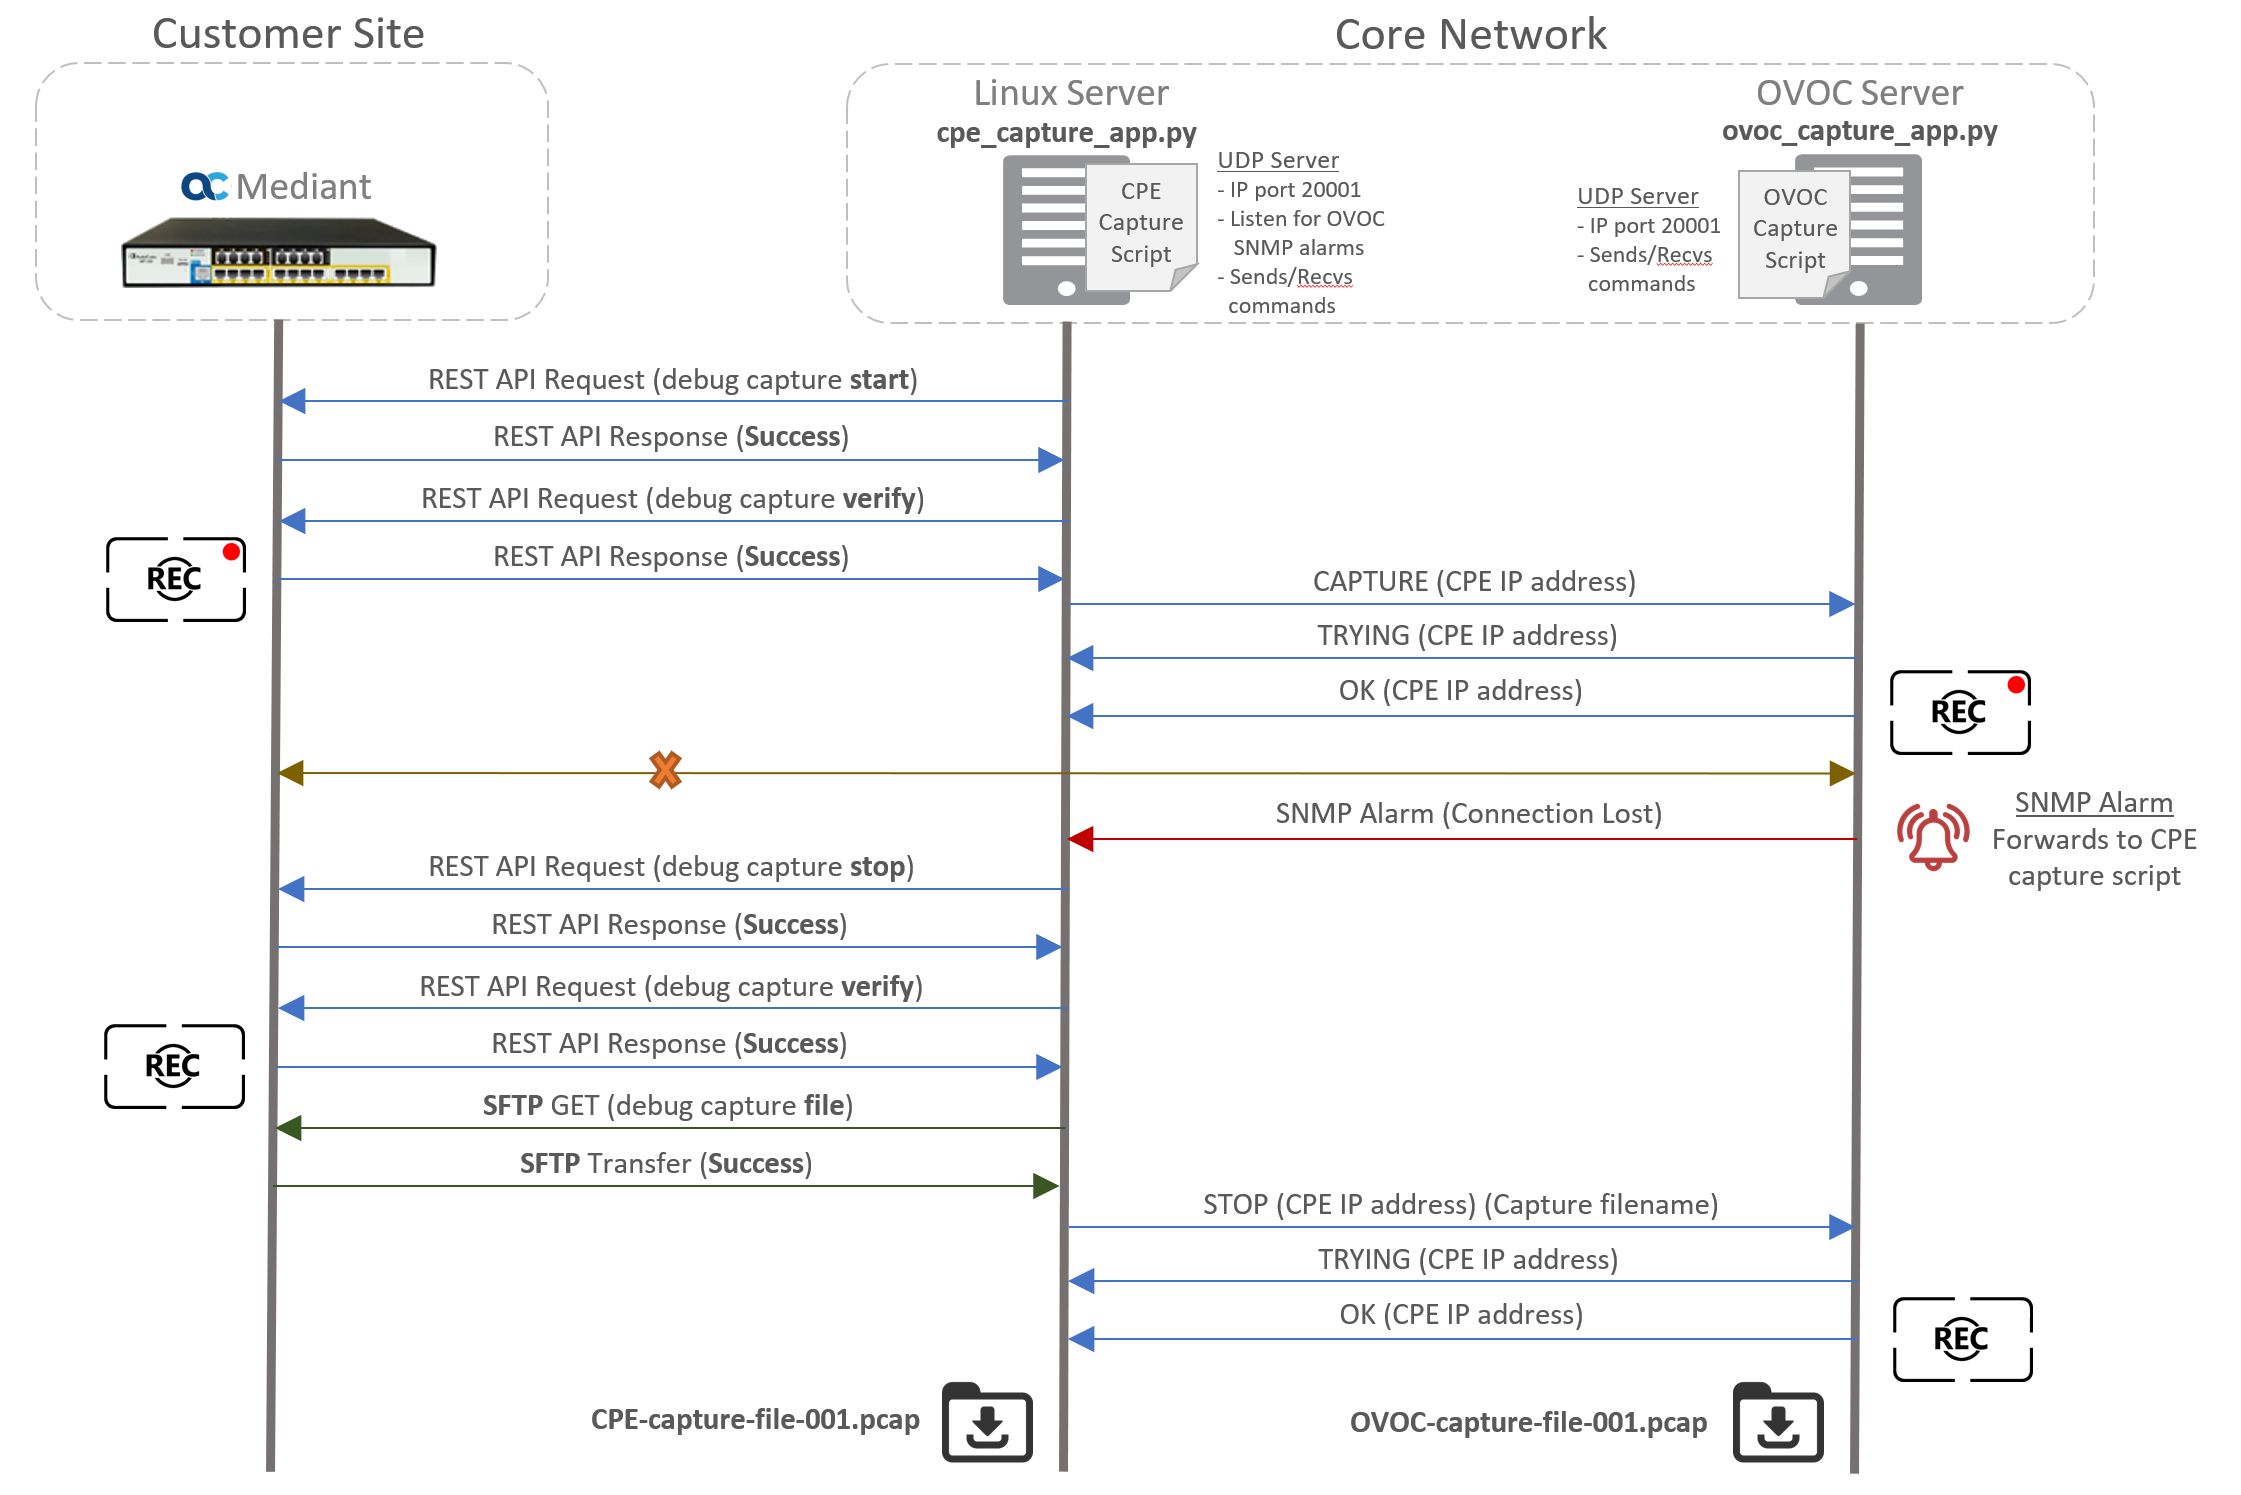 Customer Site
Core Network
Linux Server
cpe_capture_app.py
OVOC Server
ovoc_capture_app.py
Mediant
CPE
Capture
Script
UDP Server
- IP port 20001
- Listen for OVOC
SNMP alarms
- Sends/Recvs
commands
UDP Server
- IP port 20001
- Sends/Recvs
commands
OVOC
Capture
Script
REST API Request (debug capture start)
REST API Response (Success)
REST API Request (debug capture verify)
REST API Response (Success)
REC
CAPTURE (CPE IP address)
TRYING (CPE IP address)
OK (CPE IP address)
REC
SNMP Alarm (Connection Lost)
SNMP Alarm
Forwards to CPE
capture script
REST API Request (debug capture stop)
REST API Response (Success)
REST API Request (debug capture verify)
REST API Response (Success)
REC
SFTP GET (debug capture file)
SFTP Transfer (Success)
STOP (CPE IP address) (Capture filename)
TRYING (CPE IP address)
OK (CPE IP address)
REC
CPE-capture-file-001.pcap
OVOC-capture-file-001.pcap